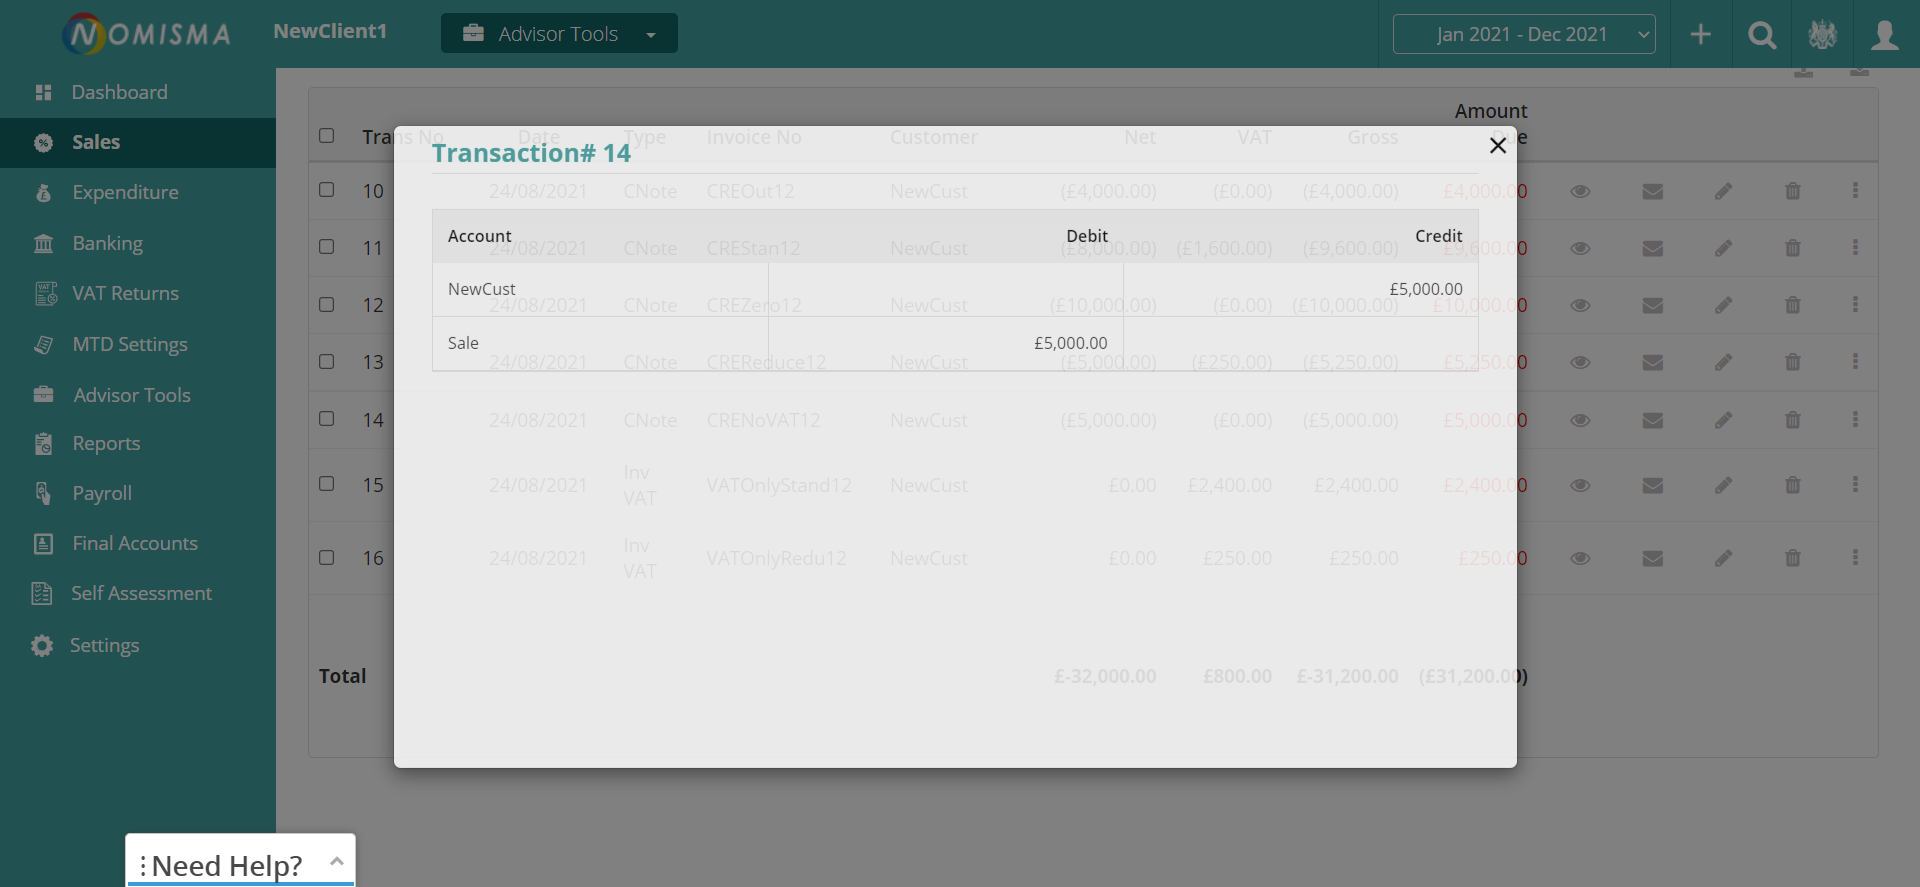 NOMISMA
NewClient1
Advisor Tools
Jan 2021 - Dec 2021
Dashboard
Sales
Expenditure
Banking
VAT Returns
MTD Settings
Advisor Tools
Reports
Payroll
Final Accounts
Self Assessment
Settings
Trans No Date Type Invoice No Customer Net VAT Gross Amount Due
10 24/08/2021 CNote CREOut12 NewCust (£4,000.00) (£0.00) (£4,000.00) £4,000.00
11 24/08/2021 CNote CREStan12 NewCust (£8,000.00) (£1,600.00) (£9,600.00) £9,600.00
12 24/08/2021 CNote CREZero12 NewCust (£10,000.00) (£0.00) (£10,000.00) £10,000.00
13 24/08/2021 CNote CREReduce12 NewCust (£5,000.00) (£250.00) (£5,250.00) £5,250.00
14 24/08/2021 CNote CRENoVAT12 NewCust (£5,000.00) (£0.00) (£5,000.00) £5,000.00
15 24/08/2021 Inv VAT VATOnlyStand12 NewCust £0.00 £2,400.00 £2,400.00 £2,400.00
16 24/08/2021 Inv VAT VATOnlyRedu12 NewCust £0.00 £250.00 £250.00 £250.00
Total £-32,000.00 £800.00 £-31,200.00 (£31,200.00)
Transaction# 14
Account Debit Credit
NewCust £5,000.00
Sale £5,000.00
Need Help?